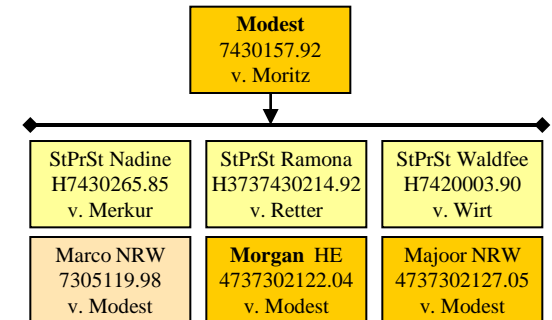 Modest
7430157.92
v. Moritz
StPrSt Nadine
H7430265.85
v. Merkur
StPrSt Ramona
H3737430214.92
v. Retter
StPrSt Waldfee
H7420003.90
v. Wirt
Marco NRW
7305119.98
v. Modest
Morgan HE
4737302122.04
v. Modest
Majoor NRW
4737302127.05
v. Modest